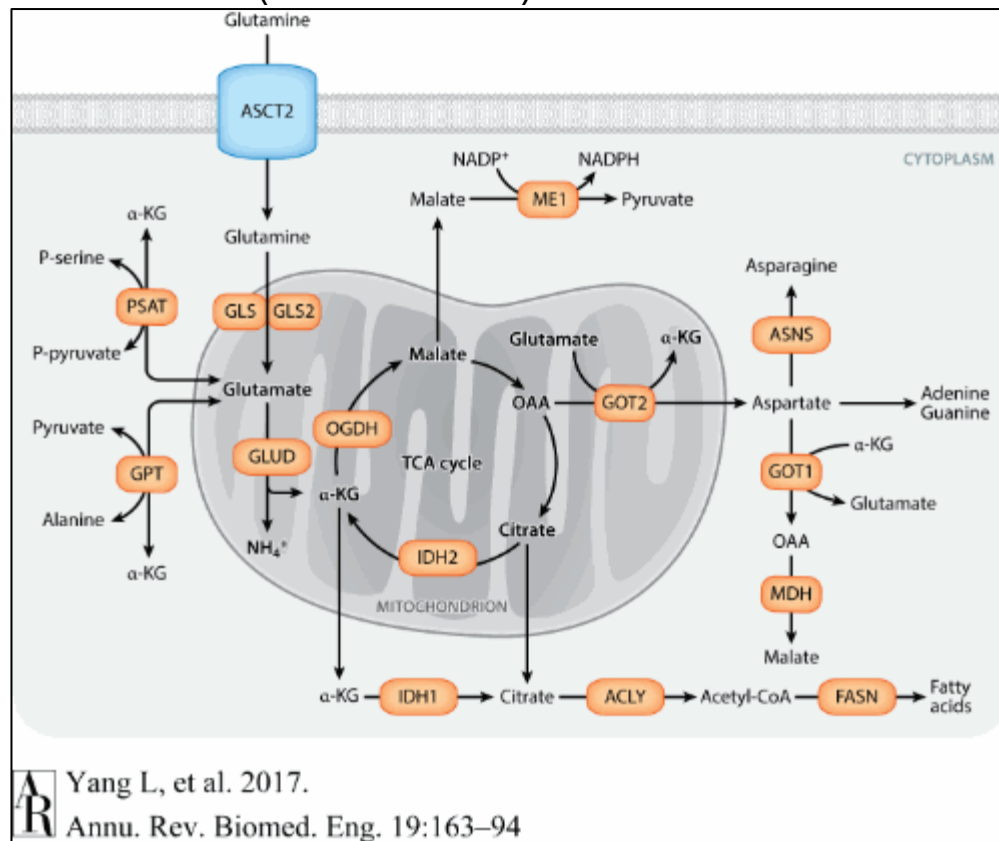 Glutamine
ASCT2
CYTOPLASM
NADP⁺
NADPH
Malate
ME1
Pyruvate
α-KG
Glutamine
P-serine
PSAT
P-pyruvate
GLS
GLS2
Asparagine
ASNS
Glutamate
Malate
Glutamate
α-KG
OAA
GOT2
Aspartate
Adenine
Guanine
Pyruvate
GPT
Alanine
α-KG
OGDH
GLUD
TCA cycle
α-KG
NH₄⁺
Citrate
IDH2
MITOCHONDRION
α-KG
GOT1
Glutamate
OAA
MDH
Malate
α-KG
IDH1
Citrate
ACLY
Acetyl-CoA
FASN
Fatty
acids
AR
Yang L, et al. 2017.
Annu. Rev. Biomed. Eng. 19:163–94